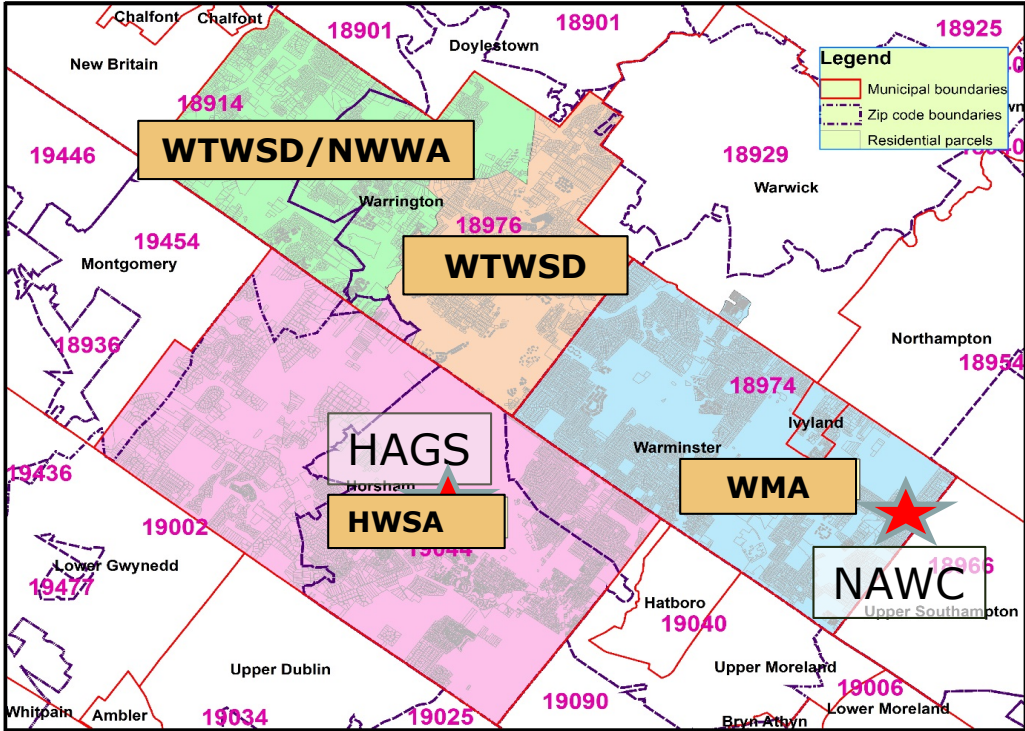 Chalfont
Chalfont
18901
18901
18925
New Britain
Doylestown
Legend
Municipal boundaries
Zip code boundaries
Residential parcels
18914
WTWSD/NWWA
19446
18929
Warwick
Warrington
18976
19454
Montgomery
WTWSD
18936
Northampton
18954
18974
Ivyland
HAGS
Warminster
19436
Horsham
WMA
HWSA
19002
19044
Lower Gwynedd
19477
18966
NAWC
Upper Southampton
Hatboro
19040
Upper Dublin
Upper Moreland
19090
19006
Whitpain
Ambler
19034
19025
Lower Moreland
Bryn Athyn